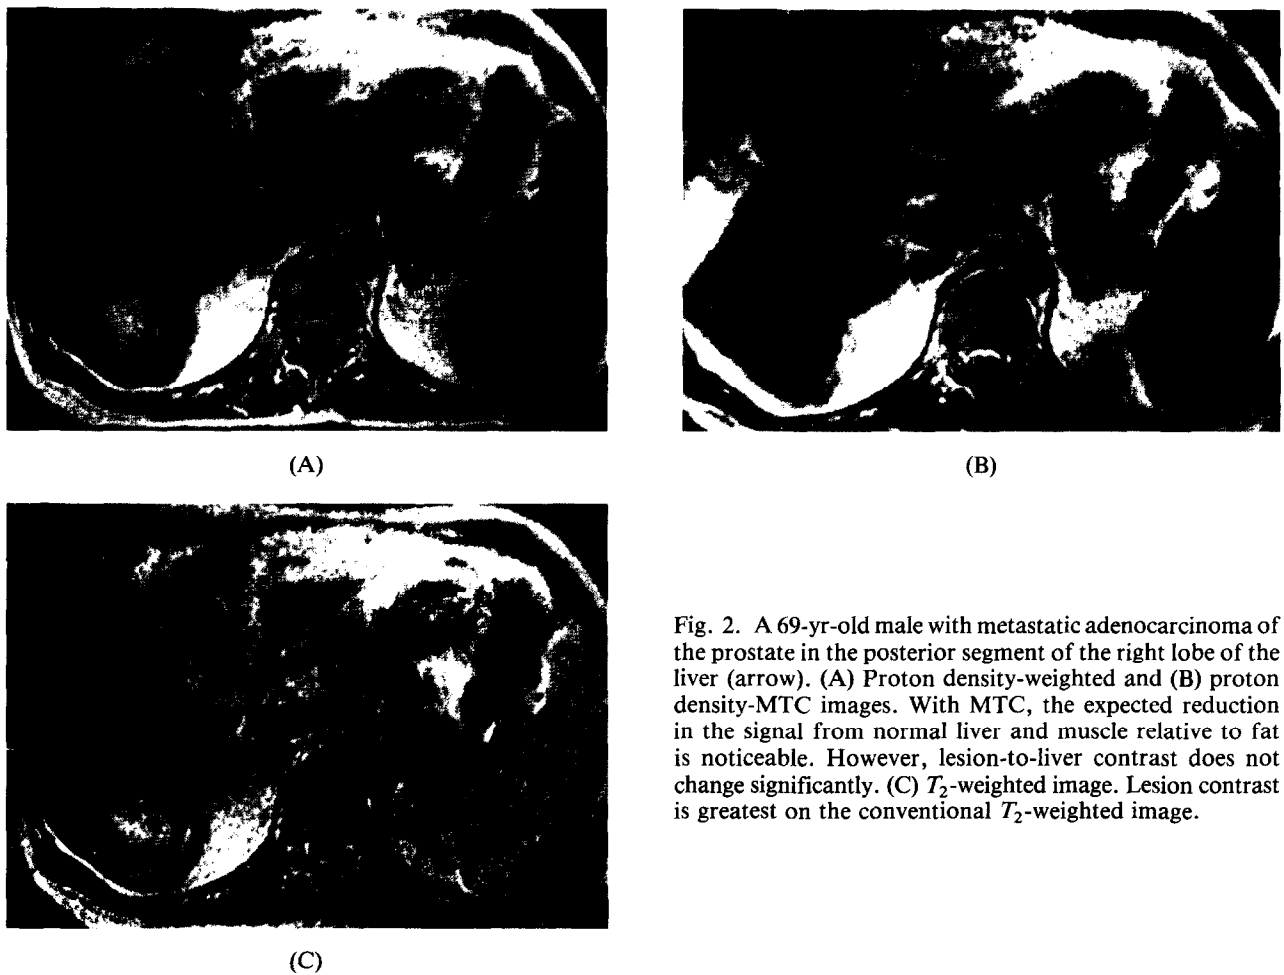 (A)
(B)
(C)
Fig. 2. A 69-yr-old male with metastatic adenocarcinoma of
the prostate in the posterior segment of the right lobe of the
liver (arrow). (A) Proton density-weighted and (B) proton
density-MTC images. With MTC, the expected reduction
in the signal from normal liver and muscle relative to fat
is noticeable. However, lesion-to-liver contrast does not
change significantly. (C) T₂-weighted image. Lesion contrast
is greatest on the conventional T₂-weighted image.